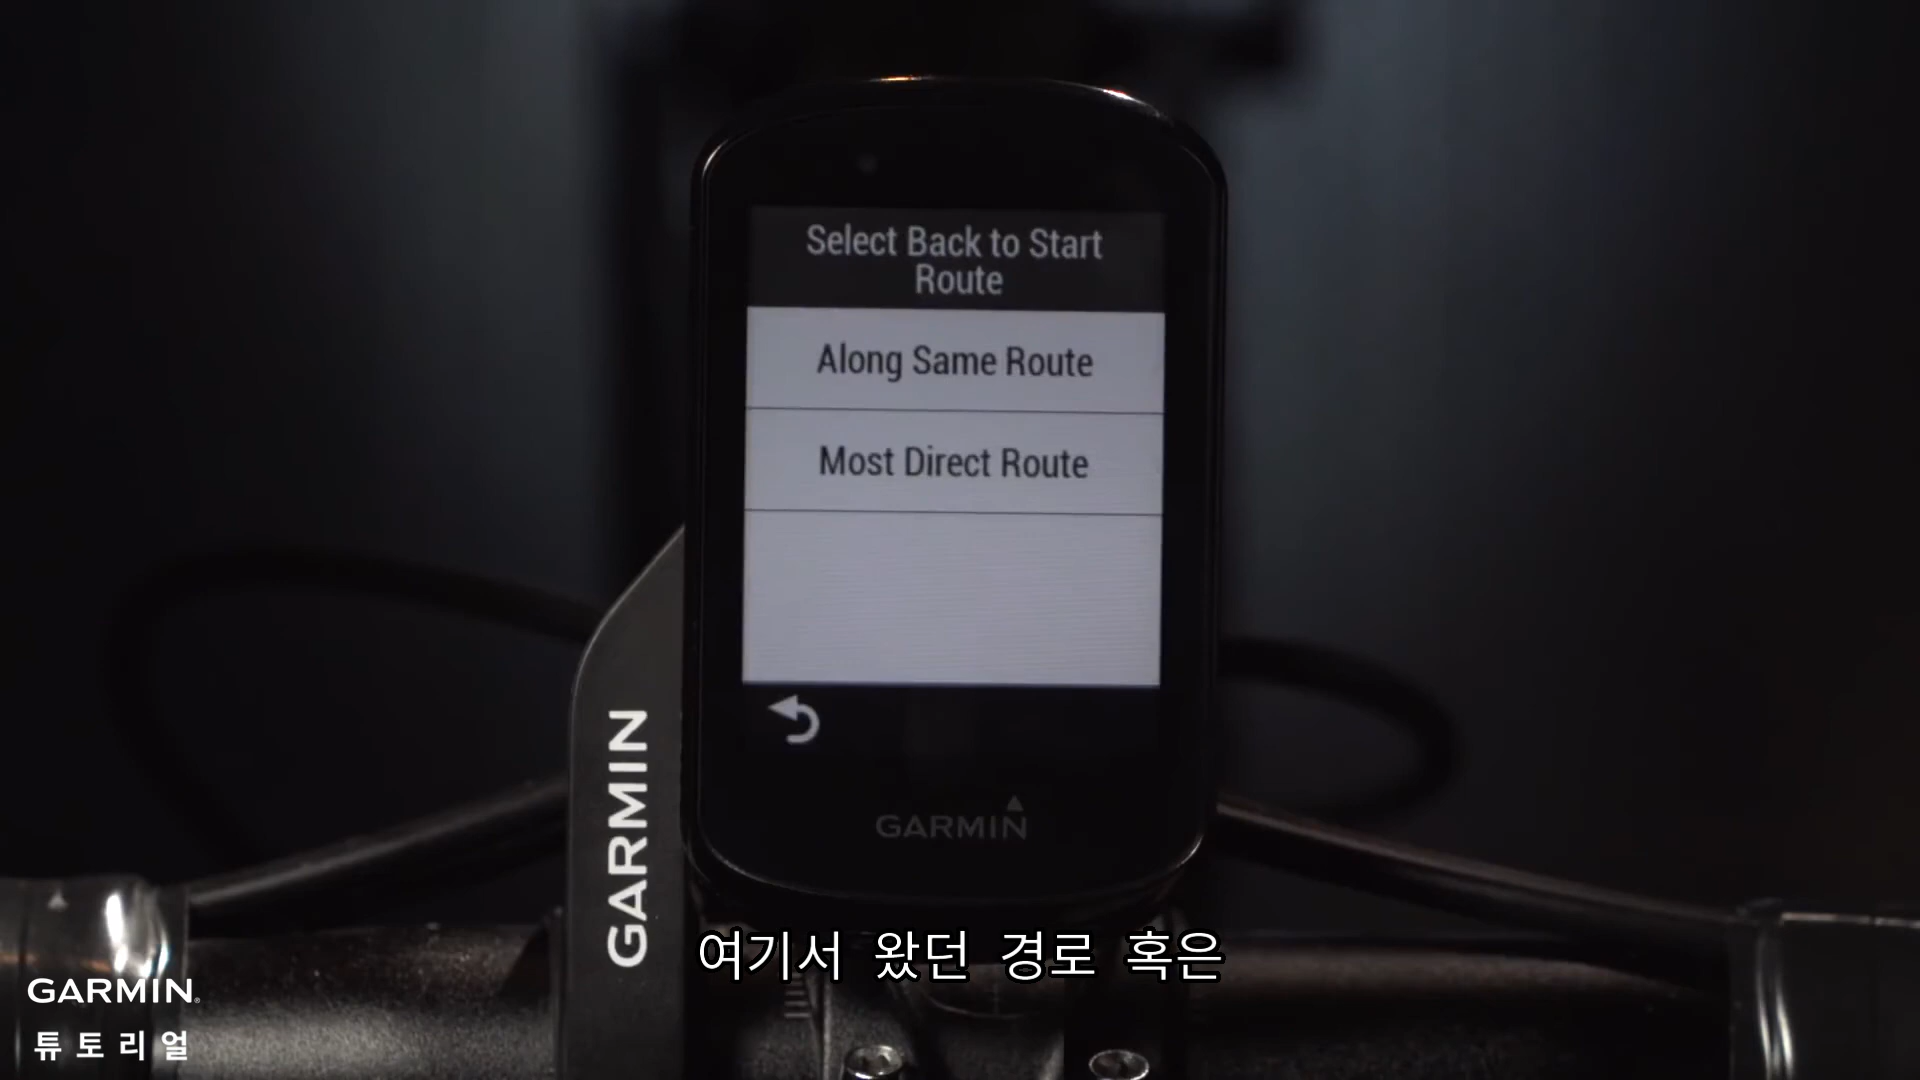 Select Back to Start
Route
Along Same Route
Most Direct Route
GARMIN
GARMIN
여기서 왔던 경로 혹은
GARMIN
튜토리얼